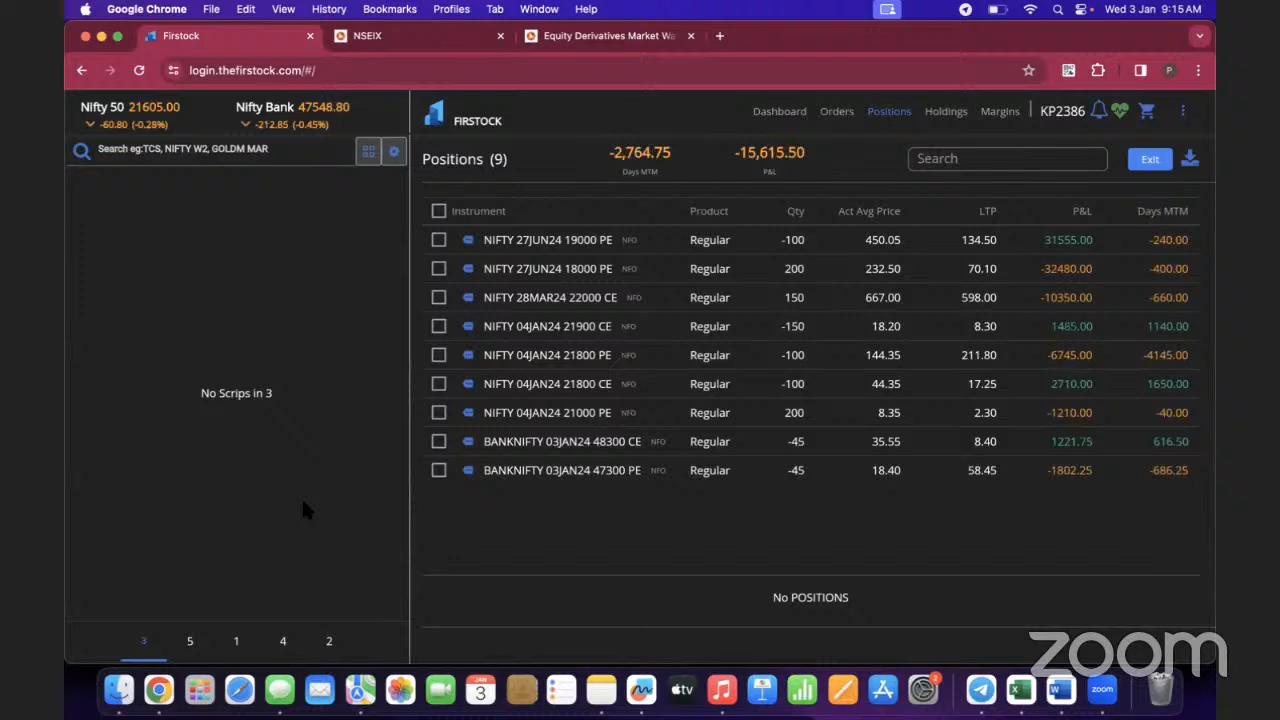 Google Chrome File Edit View History Bookmarks Profiles Tab Window Help Wed 3 Jan 9:15 AM
Firstock NSEIX Equity Derivatives Market Wa
login.thefirstock.com/#/ P
Nifty 50 21605.00 Nifty Bank 47548.80
-60.80 (-0.28%) -212.85 (-0.45%)
Search eg:TCS, NIFTY W2, GOLDM MAR
No Scrips in 3
3 5 1 4 2
FIRSTOCK Dashboard Orders Positions Holdings Margins KP2386
Positions (9) -2,764.75 -15,615.50 Search Exit
Days MTM P&L
Instrument Product Qty Act Avg Price LTP P&L Days MTM
NIFTY 27JUN24 19000 PE NFO Regular -100 450.05 134.50 31555.00 -240.00
NIFTY 27JUN24 18000 PE NFO Regular 200 232.50 70.10 -32480.00 -400.00
NIFTY 28MAR24 22000 CE NFO Regular 150 667.00 598.00 -10350.00 -660.00
NIFTY 04JAN24 21900 CE NFO Regular -150 18.20 8.30 1485.00 1140.00
NIFTY 04JAN24 21800 PE NFO Regular -100 144.35 211.80 -6745.00 -4145.00
NIFTY 04JAN24 21800 CE NFO Regular -100 44.35 17.25 2710.00 1650.00
NIFTY 04JAN24 21000 PE NFO Regular 200 8.35 2.30 -1210.00 -40.00
BANKNIFTY 03JAN24 48300 CE NFO Regular -45 35.55 8.40 1221.75 616.50
BANKNIFTY 03JAN24 47300 PE NFO Regular -45 18.40 58.45 -1802.25 -686.25
No POSITIONS
zoom
JAN
3
tv
2
zoom